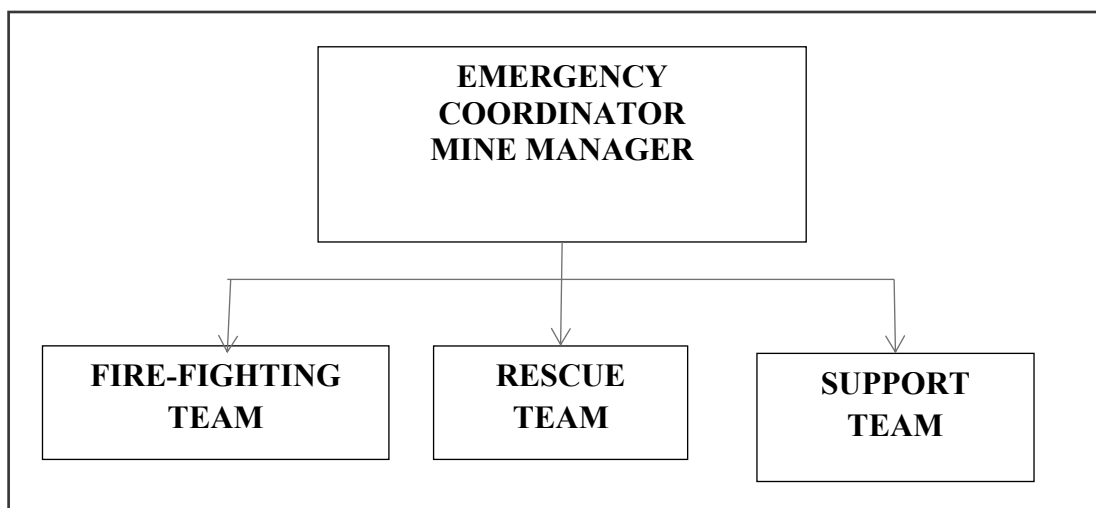 EMERGENCY
COORDINATOR
MINE MANAGER
FIRE-FIGHTING
TEAM
RESCUE
TEAM
SUPPORT
TEAM